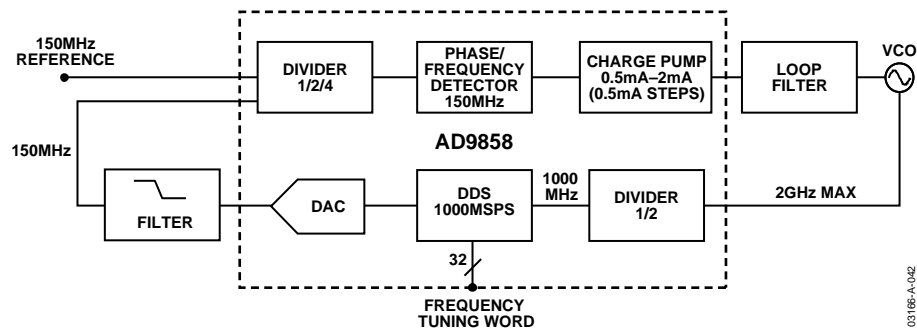 150MHz
REFERENCE
DIVIDER
1/2/4
PHASE/
FREQUENCY
DETECTOR
150MHz
CHARGE PUMP
0.5mA–2mA
(0.5mA STEPS)
LOOP
FILTER
VCO
AD9858
150MHz
FILTER
DAC
DDS
1000MSPS
1000
MHz
DIVIDER
1/2
2GHz MAX
32
FREQUENCY
TUNING WORD
03166-A-042